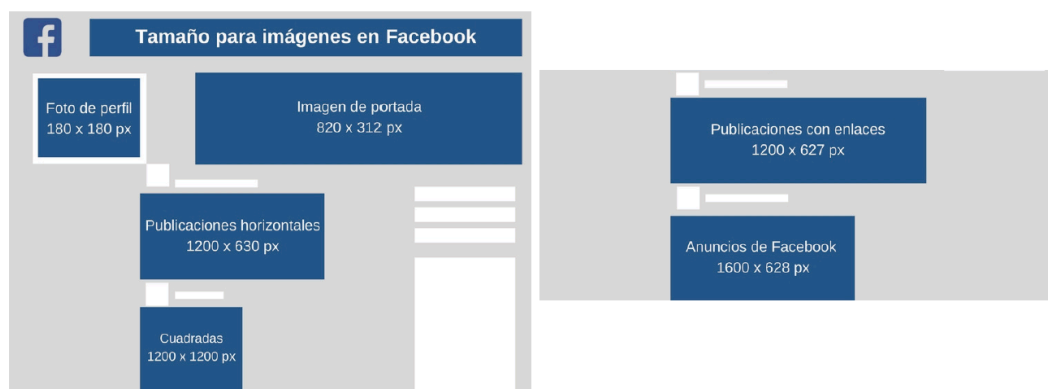 Tamaño para imágenes en Facebook
Foto de perfil
180 x 180 px
Imagen de portada
820 x 312 px
Publicaciones horizontales
1200 x 630 px
Cuadradas
1200 x 1200 px
Publicaciones con enlaces
1200 x 627 px
Anuncios de Facebook
1600 x 628 px